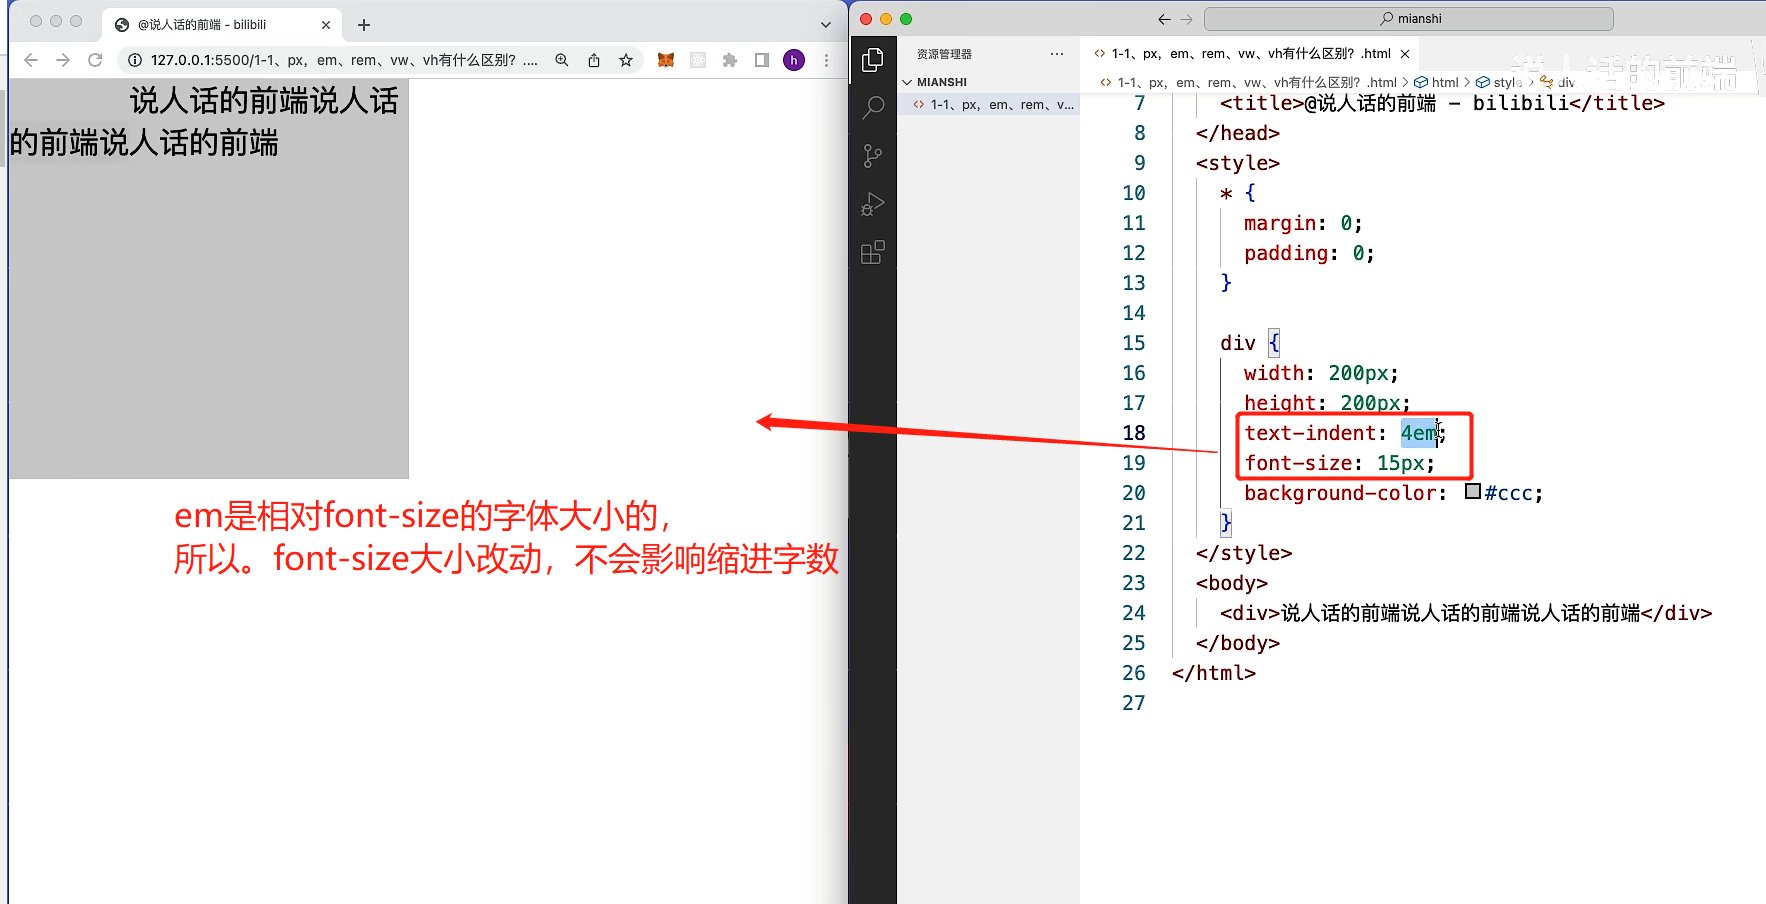 @说人话的前端 - bilibili
127.0.0.1:5500/1-1、px，em、rem、vw、vh有什么区别？....
h
说人话的前端说人话
的前端说人话的前端
em是相对font-size的字体大小的，
所以。font-size大小改动，不会影响缩进字数
mianshi
资源管理器
MIANSHI
1-1、px，em、rem、v...
1-1、px，em、rem、vw、vh有什么区别？.html
1-1、px，em、rem、vw、vh有什么区别？.html > html > style > div
说人话的前端
7 <title>@说人话的前端 - bilibili</title>
8 </head>
9 <style>
10 * {
11 margin: 0;
12 padding: 0;
13 }
14
15 div {
16 width: 200px;
17 height: 200px;
18 text-indent: 4em;
19 font-size: 15px;
20 background-color: #ccc;
21 }
22 </style>
23 <body>
24 <div>说人话的前端说人话的前端说人话的前端</div>
25 </body>
26 </html>
27